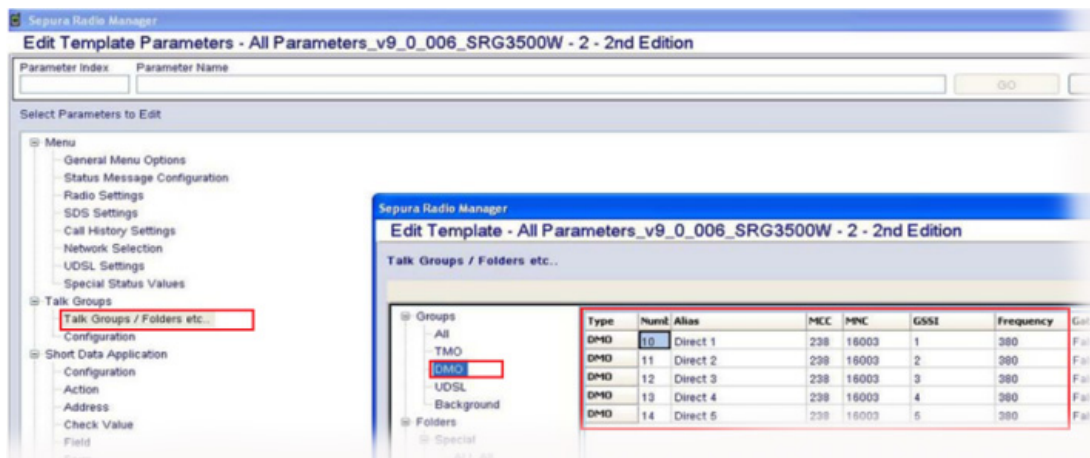 Sepura Radio Manager
Edit Template Parameters - All Parameters_v9_0_006_SRG3500W - 2 - 2nd Edition
Parameter Index Parameter Name
GO
Select Parameters to Edit
Menu
General Menu Options
Status Message Configuration
Radio Settings
SDS Settings
Call History Settings
Network Selection
UDSL Settings
Special Status Values
Talk Groups
Talk Groups / Folders etc..
Configuration
Short Data Application
Configuration
Action
Address
Check Value
Field
Sepura Radio Manager
Edit Template - All Parameters_v9_0_006_SRG3500W - 2 - 2nd Edition
Talk Groups / Folders etc..
Groups
All
TMO
DMO
UDSL
Background
Folders
Special
Type Numb Alias MCC MNC GSSI Frequency
DMO 10 Direct 1 238 16003 1 380
DMO 11 Direct 2 238 16003 2 380
DMO 12 Direct 3 238 16003 3 380
DMO 13 Direct 4 238 16003 4 380
DMO 14 Direct 5 238 16003 5 380